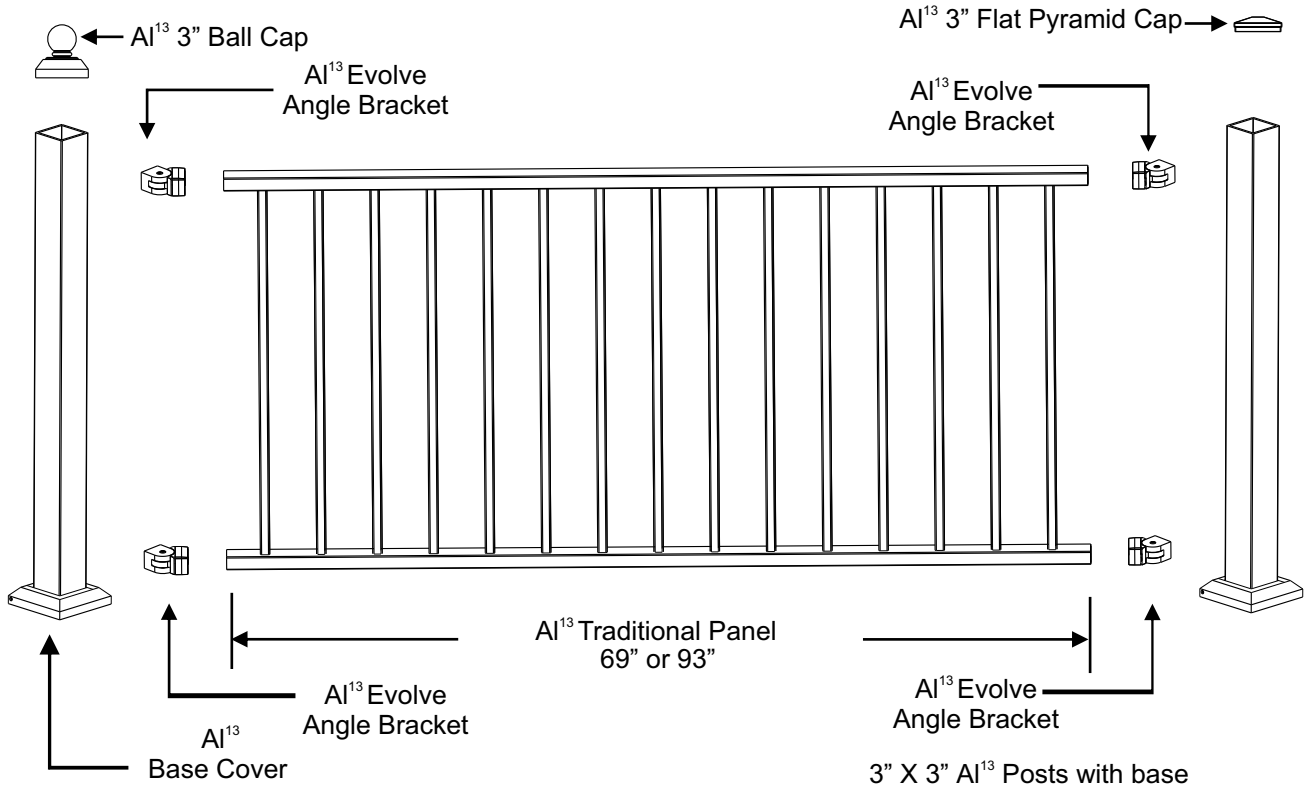 Al¹³ 3” Ball Cap
Al¹³ 3” Flat Pyramid Cap
Al¹³ Evolve
Angle Bracket
Al¹³ Evolve
Angle Bracket
Al¹³ Traditional Panel
69” or 93”
Al¹³ Evolve
Angle Bracket
Al¹³ Evolve
Angle Bracket
Al¹³
Base Cover
3” X 3” Al¹³ Posts with base